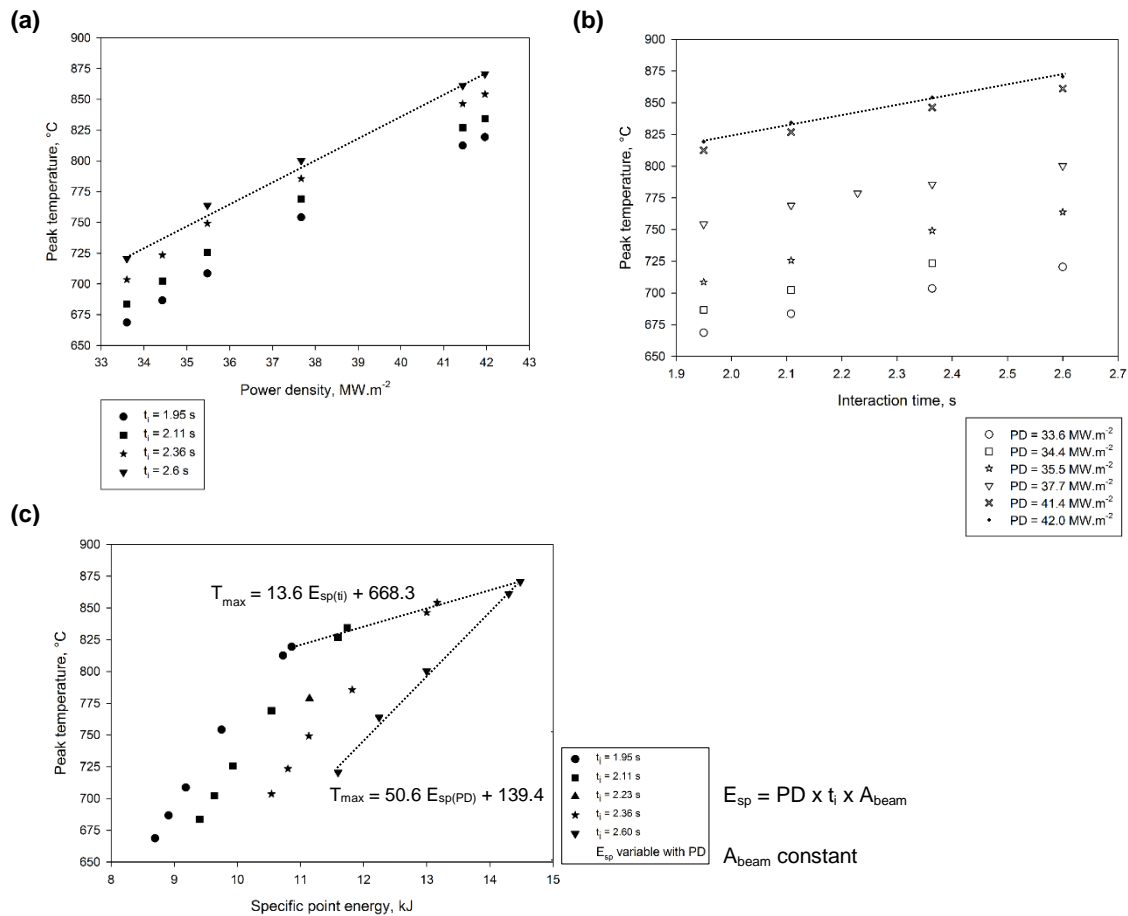 (a)
900
875
850
825
800
775
750
725
700
675
650
Peak temperature, °C
33 34 35 36 37 38 39 40 41 42 43
Power density, MW.m-2
tᵢ = 1.95 s
tᵢ = 2.11 s
tᵢ = 2.36 s
tᵢ = 2.6 s
(b)
900
875
850
825
800
775
750
725
700
675
650
Peak temperature, °C
1.9 2.0 2.1 2.2 2.3 2.4 2.5 2.6 2.7
Interaction time, s
PD = 33.6 MW.m-2
PD = 34.4 MW.m-2
PD = 35.5 MW.m-2
PD = 37.7 MW.m-2
PD = 41.4 MW.m-2
PD = 42.0 MW.m-2
(c)
900
875
850
825
800
775
750
725
700
675
650
Peak temperature, °C
Tmax = 13.6 Esp(ti) + 668.3
Tmax = 50.6 Esp(PD) + 139.4
8 9 10 11 12 13 14 15
Specific point energy, kJ
tᵢ = 1.95 s
tᵢ = 2.11 s
tᵢ = 2.23 s
tᵢ = 2.36 s
tᵢ = 2.60 s
Esp variable with PD
Esp = PD x ti x Abeam
Abeam constant